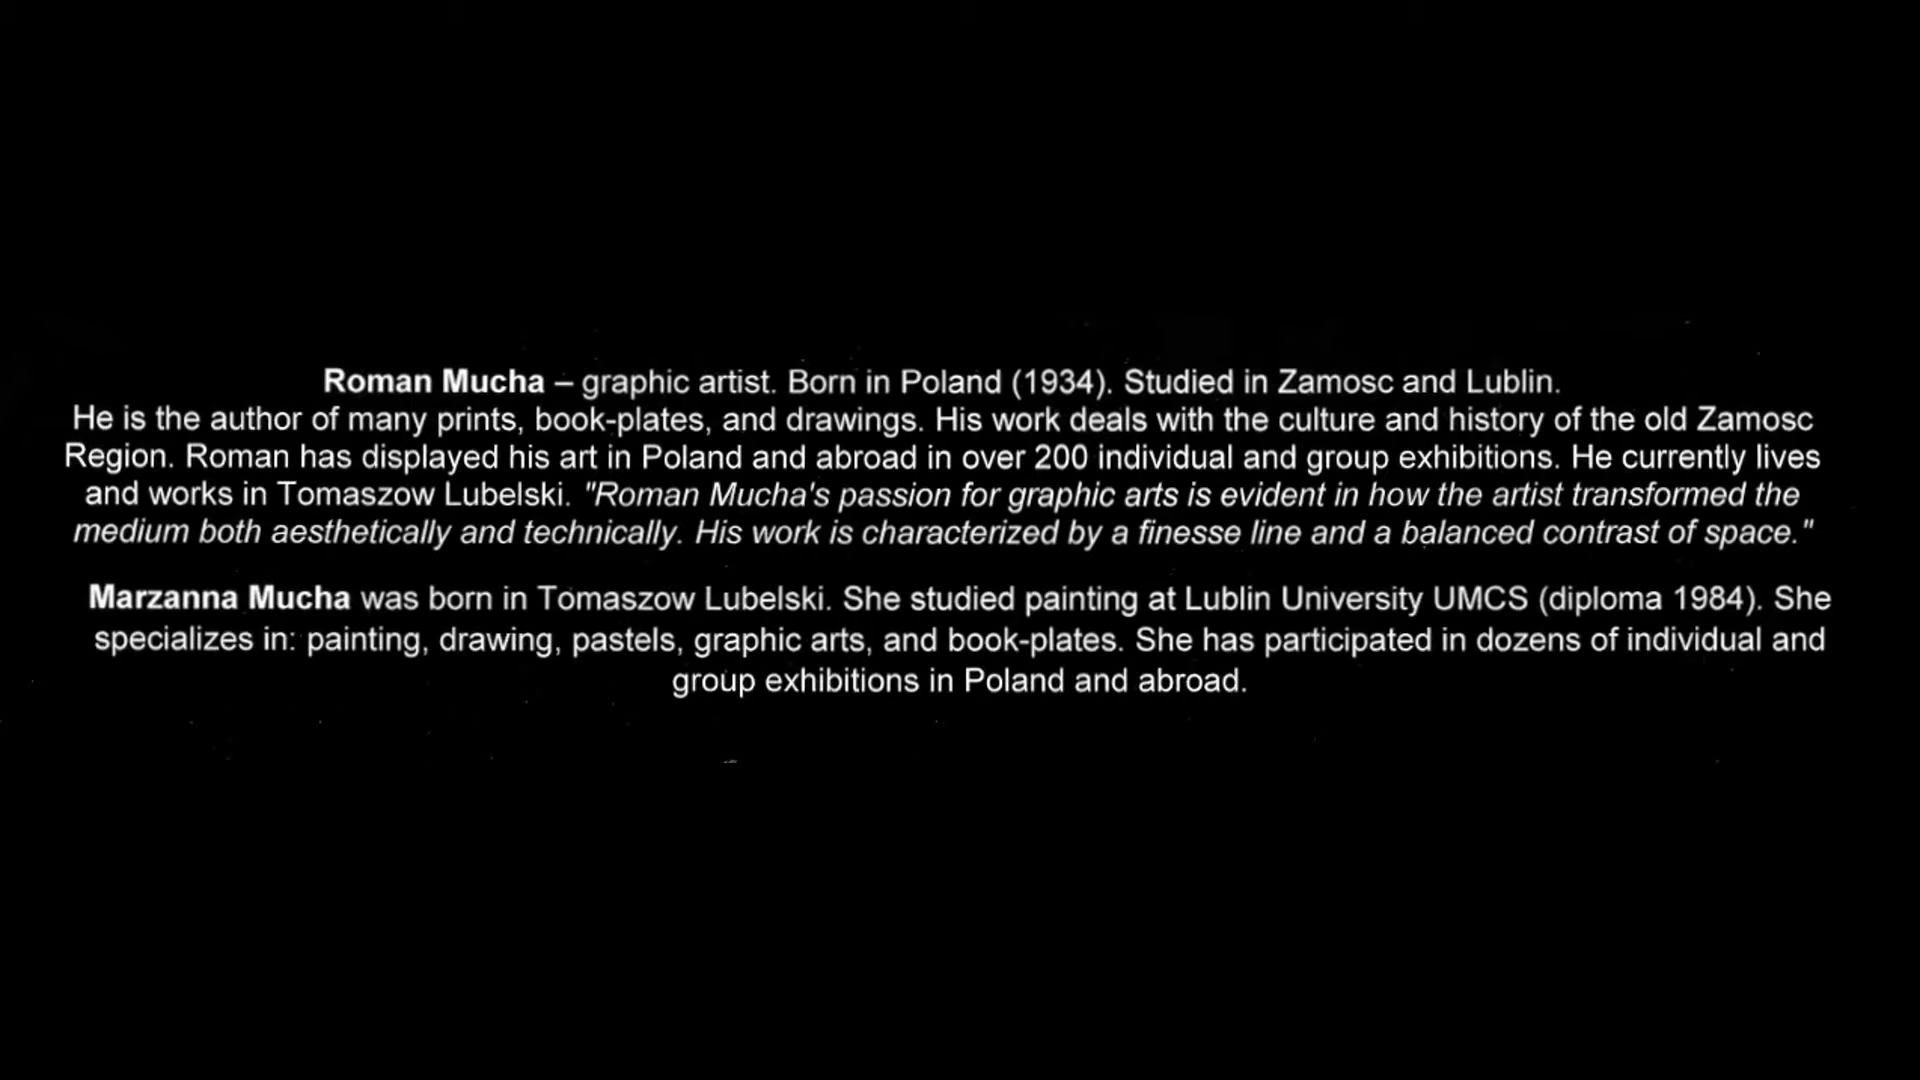 Roman Mucha – graphic artist. Born in Poland (1934). Studied in Zamosc and Lublin.
He is the author of many prints, book-plates, and drawings. His work deals with the culture and history of the old Zamosc
Region. Roman has displayed his art in Poland and abroad in over 200 individual and group exhibitions. He currently lives
and works in Tomaszow Lubelski. "Roman Mucha's passion for graphic arts is evident in how the artist transformed the
medium both aesthetically and technically. His work is characterized by a finesse line and a balanced contrast of space."
Marzanna Mucha was born in Tomaszow Lubelski. She studied painting at Lublin University UMCS (diploma 1984). She
specializes in: painting, drawing, pastels, graphic arts, and book-plates. She has participated in dozens of individual and
group exhibitions in Poland and abroad.